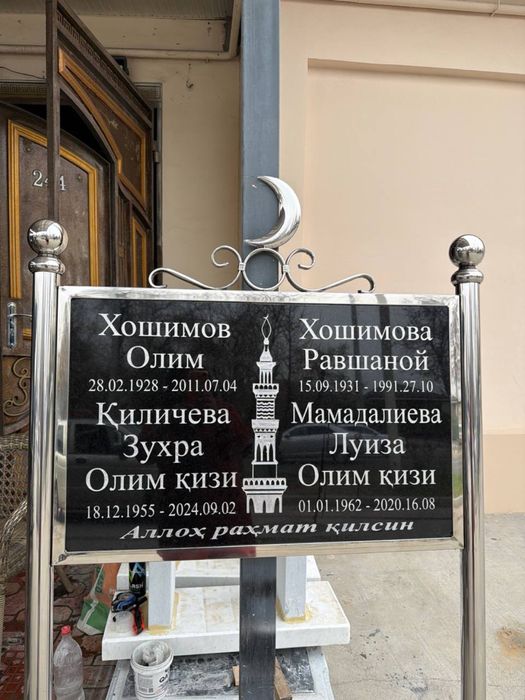 244
Хошимов
Олим
28.02.1928 - 2011.07.04
Хошимова
Равшаной
15.09.1931 - 1991.27.10
Қиличева
Зухра
Олим қизи
18.12.1955 - 2024.09.02
Мамадалиева
Луиза
Олим қизи
01.01.1962 - 2020.16.08
Аллоҳ раҳмат қилсин